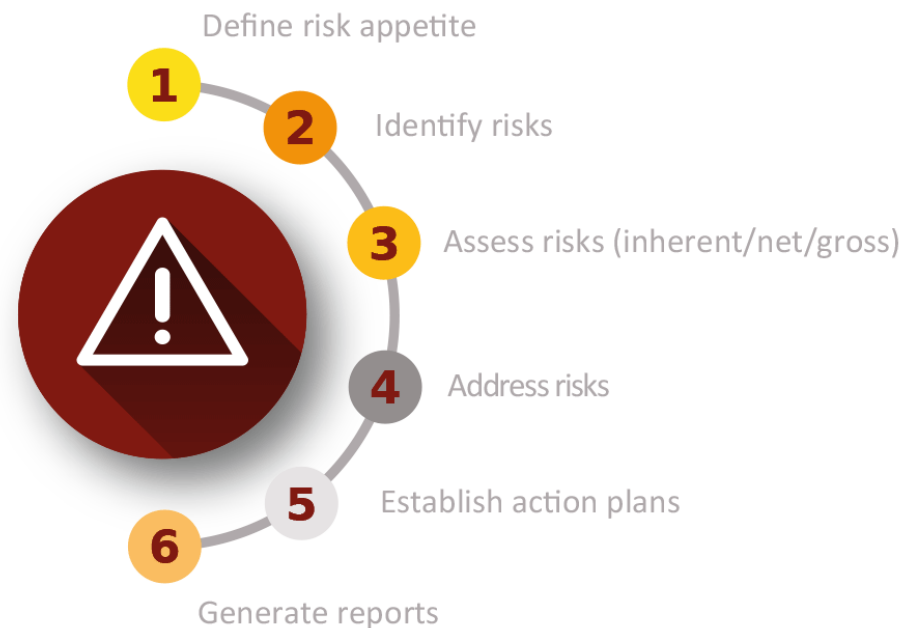 Define risk appetite
1
2
Identify risks
3
Assess risks (inherent/net/gross)
4
Address risks
5
Establish action plans
6
Generate reports